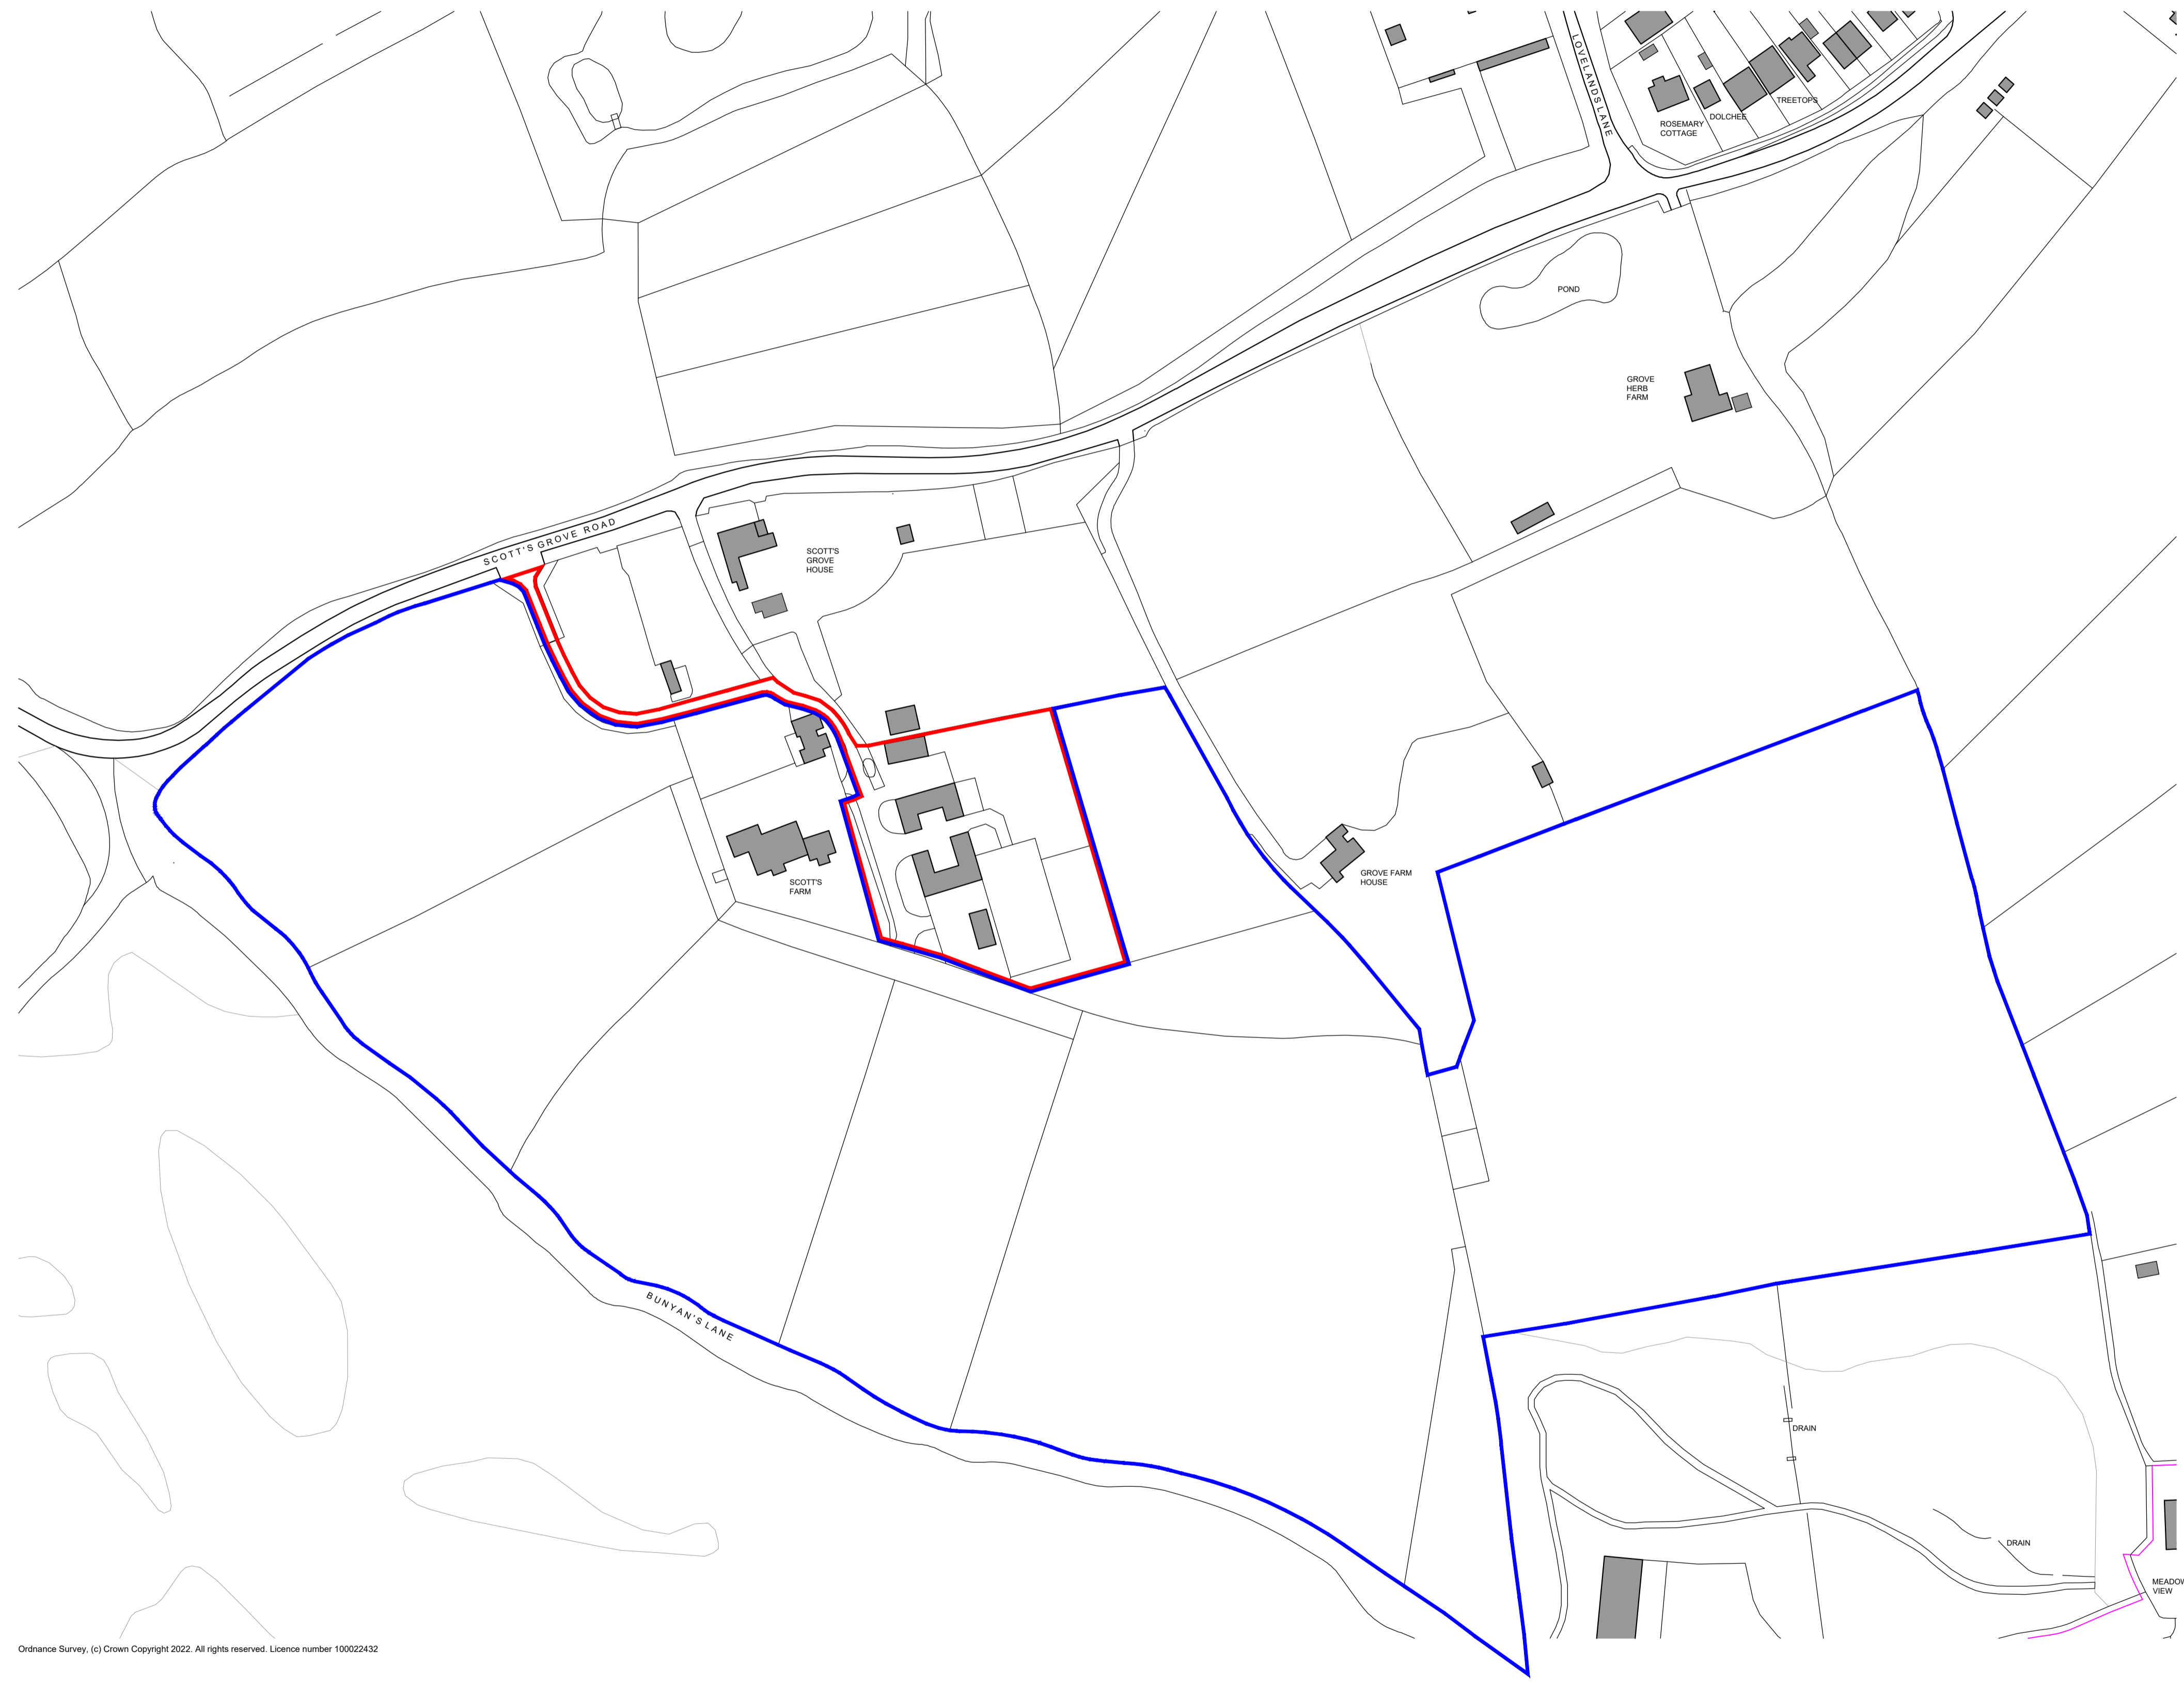 LOVELANDS LANE
TREETOPS
DOLCHEE
ROSEMARY
COTTAGE
POND
GROVE
HERB
FARM
SCOTT'S GROVE ROAD
SCOTT'S
GROVE
HOUSE
GROVE FARM
HOUSE
SCOTT'S
FARM
BUNYAN'S LANE
DRAIN
DRAIN
MEADOW
VIEW
Ordnance Survey, (c) Crown Copyright 2022. All rights reserved. Licence number 100022432